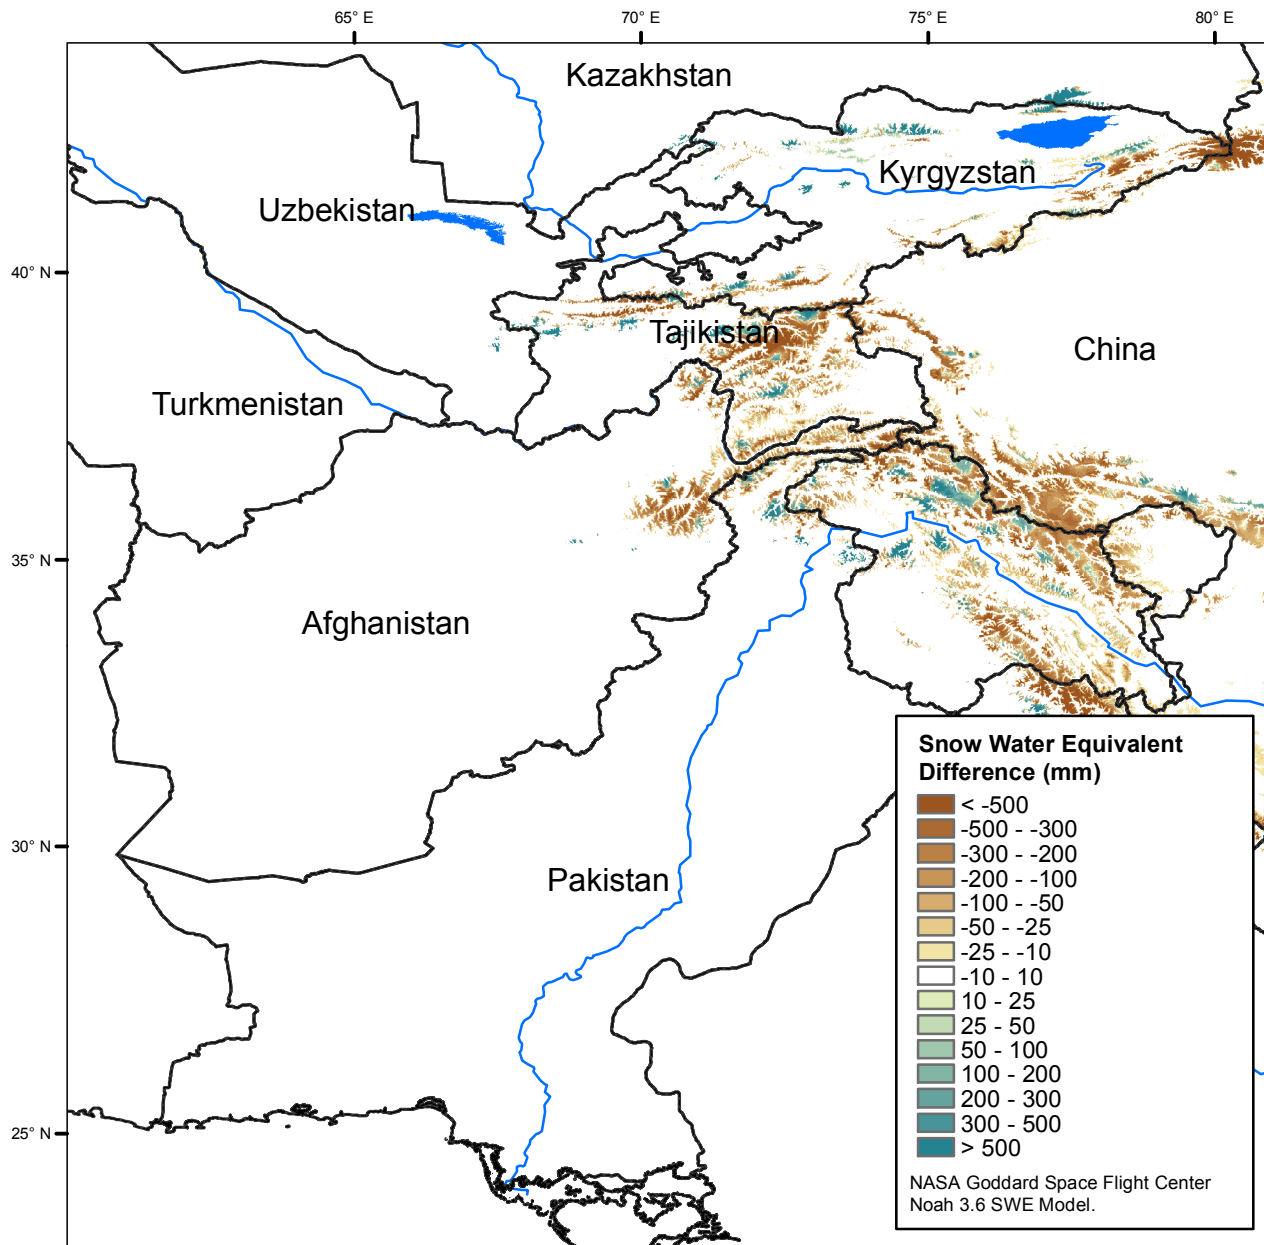 65° E
70° E
75° E
80° E
Kazakhstan
Kyrgyzstan
Uzbekistan
40° N
Tajikistan
China
Turkmenistan
35° N
Afghanistan
30° N
Pakistan
25° N
Snow Water Equivalent
Difference (mm)
< -500
-500 - -300
-300 - -200
-200 - -100
-100 - -50
-50 - -25
-25 - -10
-10 - 10
10 - 25
25 - 50
50 - 100
100 - 200
200 - 300
300 - 500
> 500
NASA Goddard Space Flight Center
Noah 3.6 SWE Model.